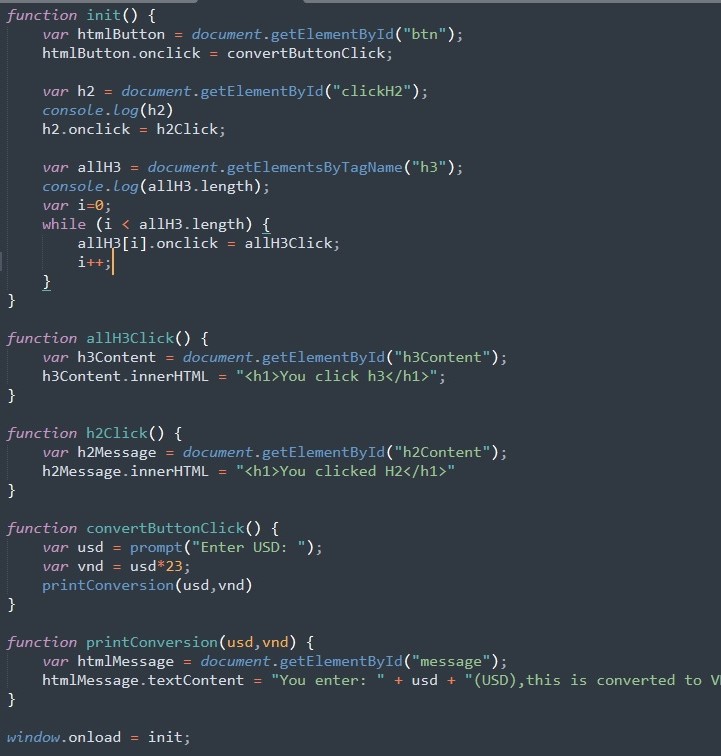 function init() {
    var htmlButton = document.getElementById("btn");
    htmlButton.onclick = convertButtonClick;

    var h2 = document.getElementById("clickH2");
    console.log(h2)
    h2.onclick = h2Click;

    var allH3 = document.getElementsByTagName("h3");
    console.log(allH3.length);
    var i=0;
    while (i < allH3.length) {
        allH3[i].onclick = allH3Click;
        i++;
    }
}

function allH3Click() {
    var h3Content = document.getElementById("h3Content");
    h3Content.innerHTML = "<h1>You click h3</h1>";
}

function h2Click() {
    var h2Message = document.getElementById("h2Content");
    h2Message.innerHTML = "<h1>You clicked H2</h1>"
}

function convertButtonClick() {
    var usd = prompt("Enter USD: ");
    var vnd = usd*23;
    printConversion(usd,vnd)
}

function printConversion(usd,vnd) {
    var htmlMessage = document.getElementById("message");
    htmlMessage.textContent = "You enter: " + usd + "(USD),this is converted to
}

window.onload = init;